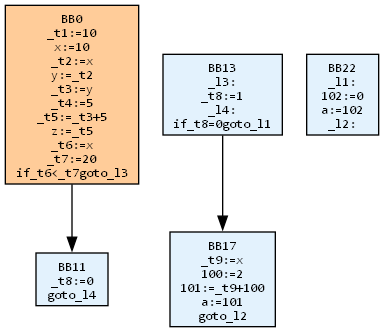 BB0
_t1:=10
x:=10
_t2:=x
y:=_t2
_t3:=y
_t4:=5
_t5:=_t3+5
z:=_t5
_t6:=x
_t7:=20
if_t6<_t7goto_l3
BB11
_t8:=0
goto_l4
BB13
_l3:
_t8:=1
_l4:
if_t8=0goto_l1
BB17
_t9:=x
100:=2
101:=_t9+100
a:=101
goto_l2
BB22
_l1:
102:=0
a:=102
_l2: